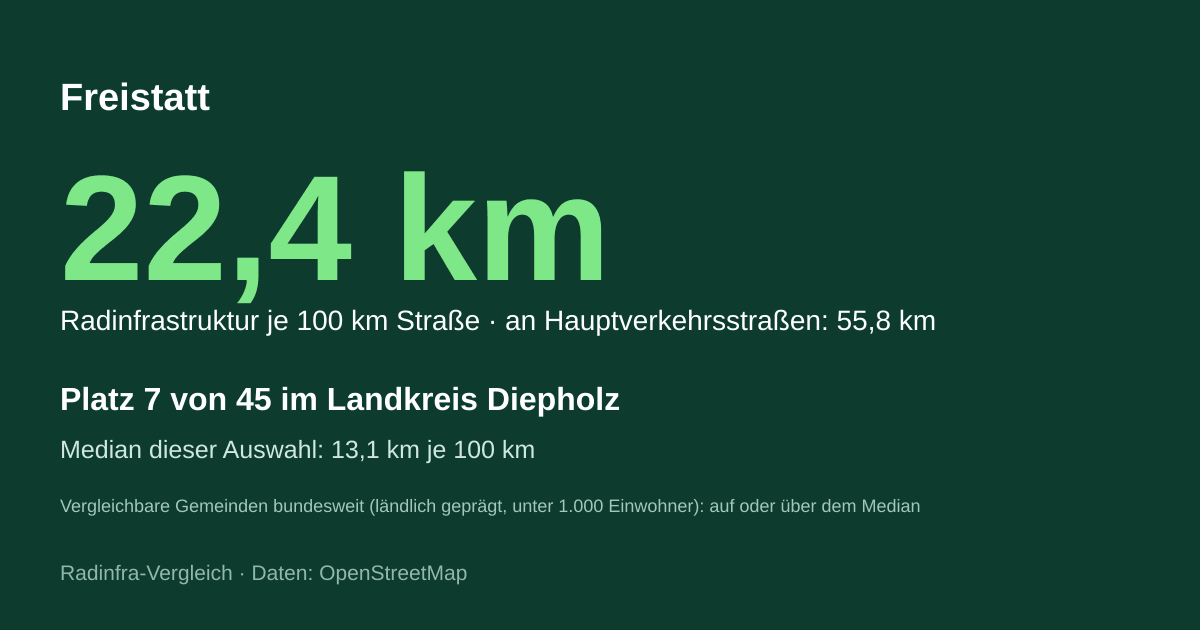 Freistatt
22,4 km
Radinfrastruktur je 100 km Straße · an Hauptverkehrsstraßen: 55,8 km
Platz 7 von 45 im Landkreis Diepholz
Median dieser Auswahl: 13,1 km je 100 km
Vergleichbare Gemeinden bundesweit (ländlich geprägt, unter 1.000 Einwohner): auf oder über dem Median
Radinfra-Vergleich · Daten: OpenStreetMap